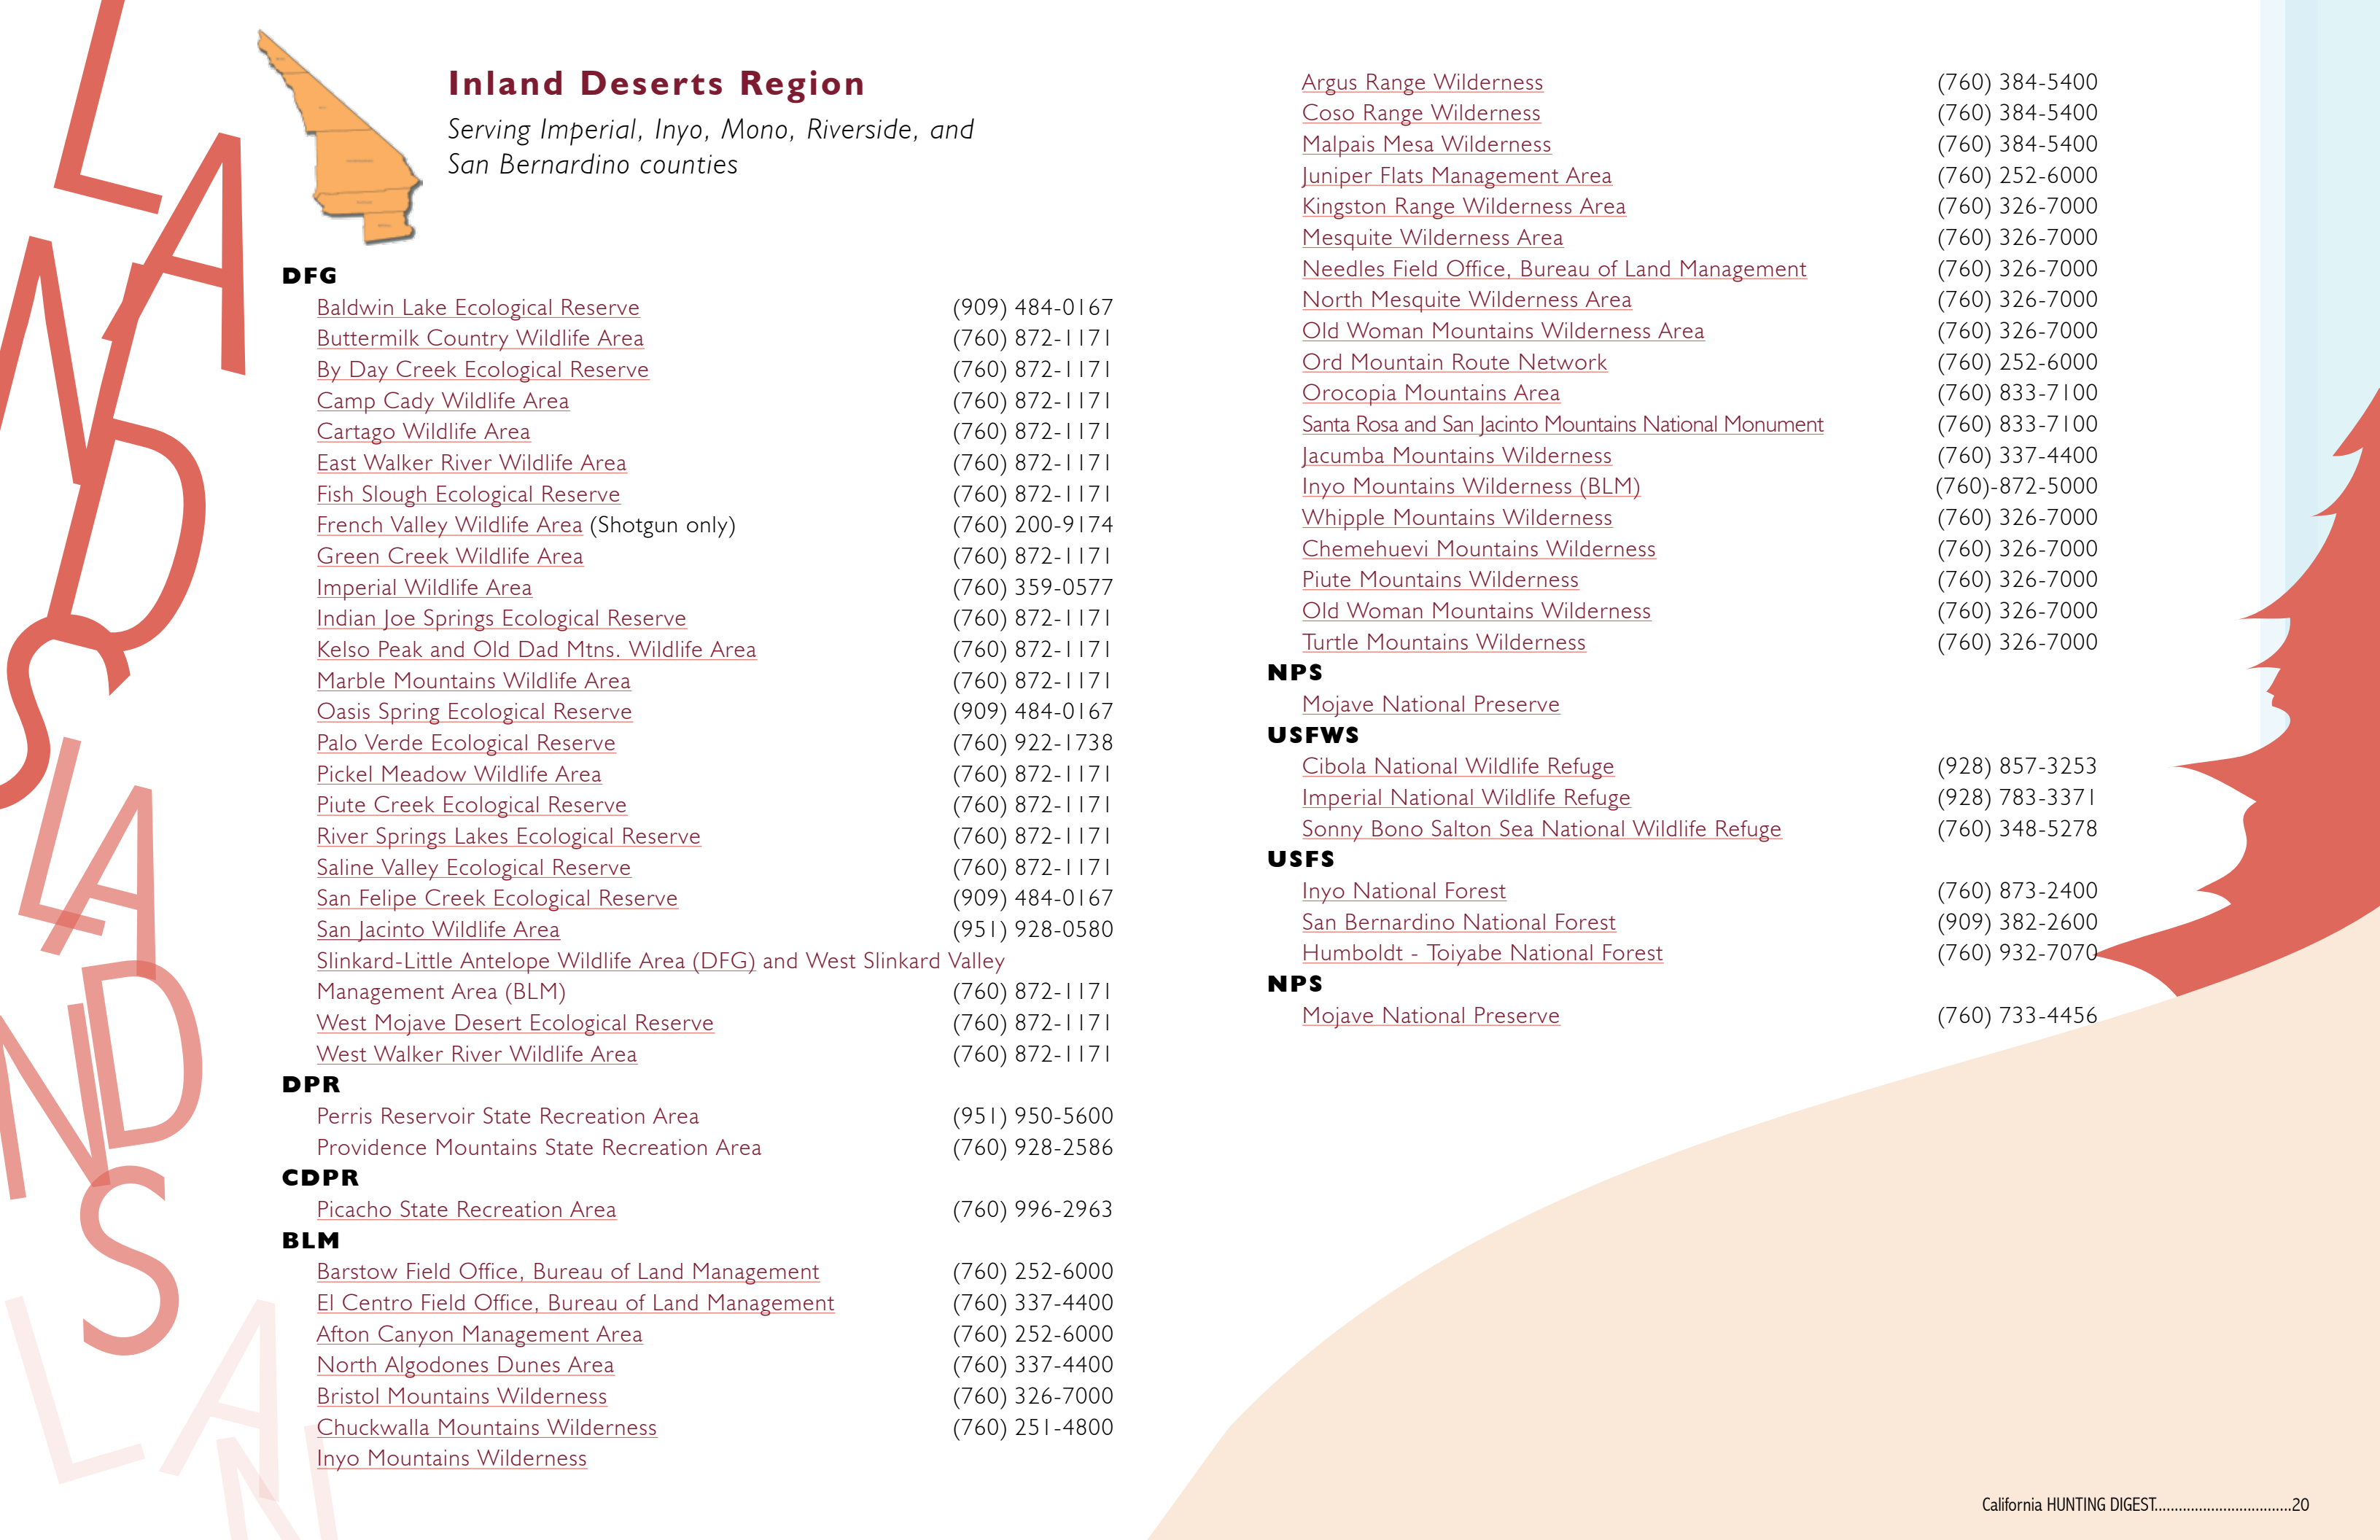 LANDS
LANDS
LAN
Inland Deserts Region
Serving Imperial, Inyo, Mono, Riverside, and
San Bernardino counties
DFG
Baldwin Lake Ecological Reserve (909) 484-0167
Buttermilk Country Wildlife Area (760) 872-1171
By Day Creek Ecological Reserve (760) 872-1171
Camp Cady Wildlife Area (760) 872-1171
Cartago Wildlife Area (760) 872-1171
East Walker River Wildlife Area (760) 872-1171
Fish Slough Ecological Reserve (760) 872-1171
French Valley Wildlife Area (Shotgun only) (760) 200-9174
Green Creek Wildlife Area (760) 872-1171
Imperial Wildlife Area (760) 359-0577
Indian Joe Springs Ecological Reserve (760) 872-1171
Kelso Peak and Old Dad Mtns. Wildlife Area (760) 872-1171
Marble Mountains Wildlife Area (760) 872-1171
Oasis Spring Ecological Reserve (909) 484-0167
Palo Verde Ecological Reserve (760) 922-1738
Pickel Meadow Wildlife Area (760) 872-1171
Piute Creek Ecological Reserve (760) 872-1171
River Springs Lakes Ecological Reserve (760) 872-1171
Saline Valley Ecological Reserve (760) 872-1171
San Felipe Creek Ecological Reserve (909) 484-0167
San Jacinto Wildlife Area (951) 928-0580
Slinkard-Little Antelope Wildlife Area (DFG) and West Slinkard Valley
Management Area (BLM) (760) 872-1171
West Mojave Desert Ecological Reserve (760) 872-1171
West Walker River Wildlife Area (760) 872-1171
DPR
Perris Reservoir State Recreation Area (951) 950-5600
Providence Mountains State Recreation Area (760) 928-2586
CDPR
Picacho State Recreation Area (760) 996-2963
BLM
Barstow Field Office, Bureau of Land Management (760) 252-6000
El Centro Field Office, Bureau of Land Management (760) 337-4400
Afton Canyon Management Area (760) 252-6000
North Algodones Dunes Area (760) 337-4400
Bristol Mountains Wilderness (760) 326-7000
Chuckwalla Mountains Wilderness (760) 251-4800
Inyo Mountains Wilderness
Argus Range Wilderness (760) 384-5400
Coso Range Wilderness (760) 384-5400
Malpais Mesa Wilderness (760) 384-5400
Juniper Flats Management Area (760) 252-6000
Kingston Range Wilderness Area (760) 326-7000
Mesquite Wilderness Area (760) 326-7000
Needles Field Office, Bureau of Land Management (760) 326-7000
North Mesquite Wilderness Area (760) 326-7000
Old Woman Mountains Wilderness Area (760) 326-7000
Ord Mountain Route Network (760) 252-6000
Orocopia Mountains Area (760) 833-7100
Santa Rosa and San Jacinto Mountains National Monument (760) 833-7100
Jacumba Mountains Wilderness (760) 337-4400
Inyo Mountains Wilderness (BLM) (760)-872-5000
Whipple Mountains Wilderness (760) 326-7000
Chemehuevi Mountains Wilderness (760) 326-7000
Piute Mountains Wilderness (760) 326-7000
Old Woman Mountains Wilderness (760) 326-7000
Turtle Mountains Wilderness (760) 326-7000
NPS
Mojave National Preserve
USFWS
Cibola National Wildlife Refuge (928) 857-3253
Imperial National Wildlife Refuge (928) 783-3371
Sonny Bono Salton Sea National Wildlife Refuge (760) 348-5278
USFS
Inyo National Forest (760) 873-2400
San Bernardino National Forest (909) 382-2600
Humboldt - Toiyabe National Forest (760) 932-7070
NPS
Mojave National Preserve (760) 733-4456
California HUNTING DIGEST..................................20